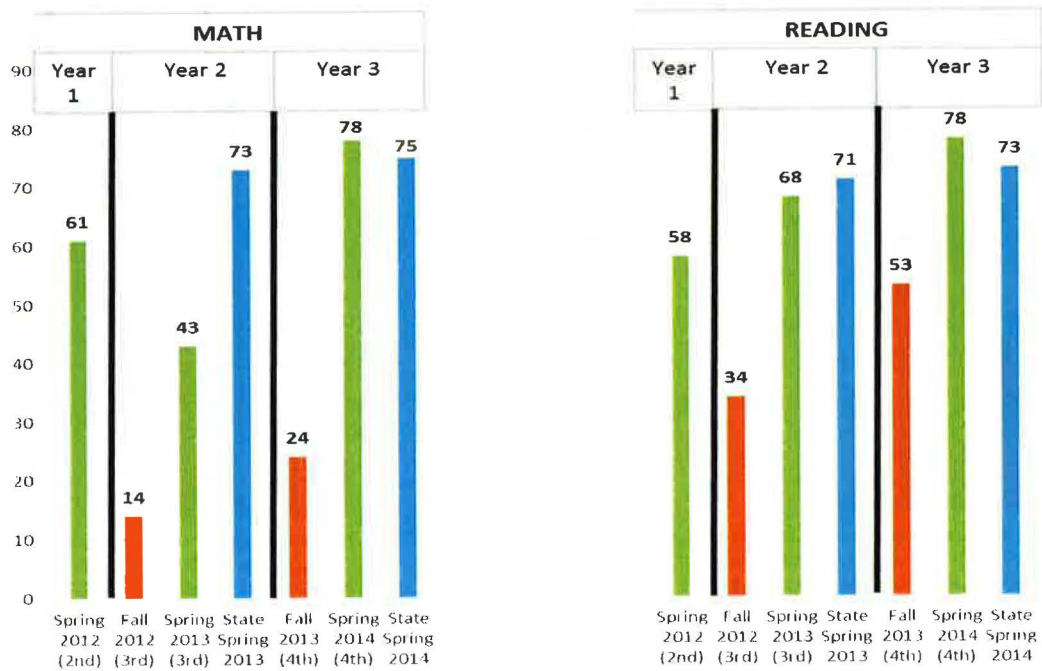 MATH
Year
1
Year 2
Year 3
90
80
70
60
50
40
30
20
10
0
61
14
43
73
24
78
75
Spring Fall Spring State Fall Spring State
2012 2012 2013 Spring 2013 2014 Spring
(2nd) (3rd) (3rd) 2013 (4th) (4th) 2014
READING
Year
1
Year 2
Year 3
58
34
68
71
53
78
73
Spring Fall Spring State Fall Spring State
2012 2012 2013 Spring 2013 2014 Spring
(2nd) (3rd) (3rd) 2013 (4th) (4th) 2014